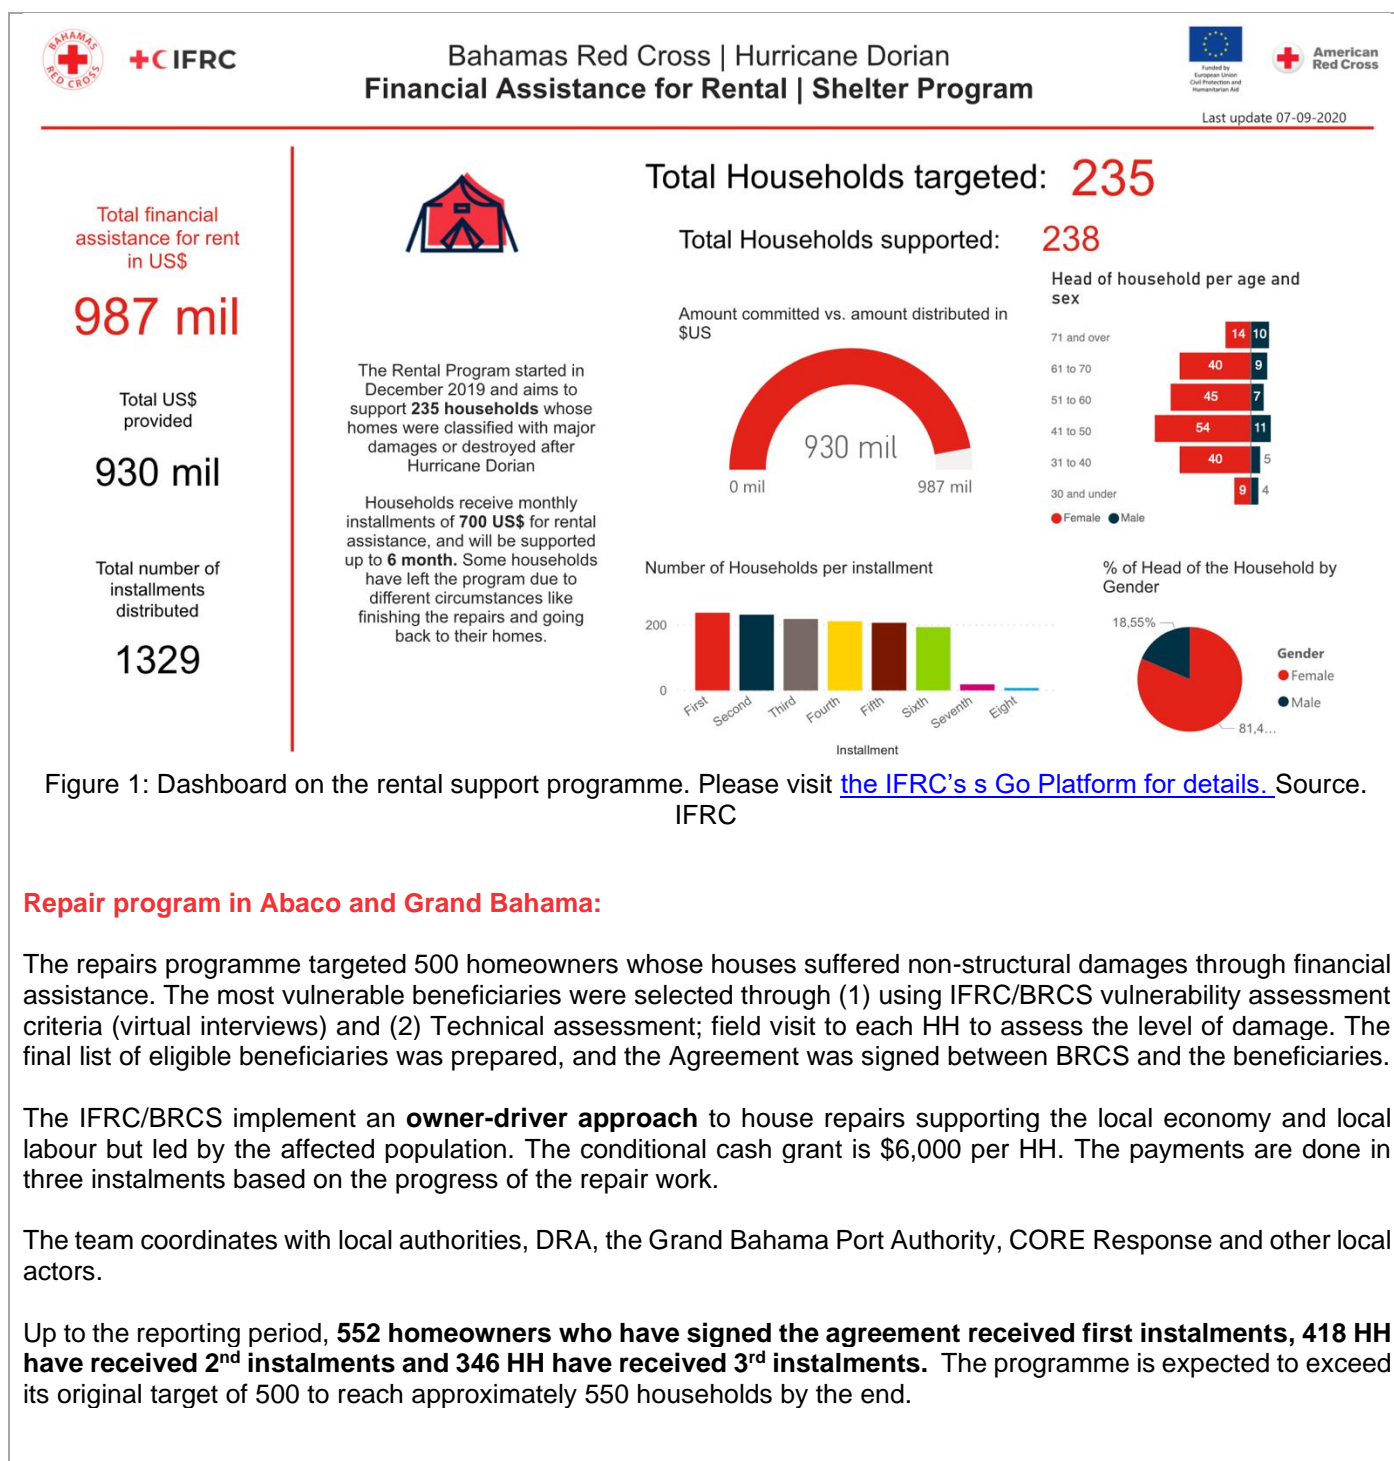 BAHAMAS
RED CROSS
IFRC
Bahamas Red Cross | Hurricane Dorian
Financial Assistance for Rental | Shelter Program
Funded by
European Union
Civil Protection and
Humanitarian Aid
American
Red Cross
Last update 07-09-2020
Total financial
assistance for rent
in US$
987 mil
Total US$
provided
930 mil
Total number of
installments
distributed
1329
The Rental Program started in
December 2019 and aims to
support 235 households whose
homes were classified with major
damages or destroyed after
Hurricane Dorian
Households receive monthly
installments of 700 US$ for rental
assistance, and will be supported
up to 6 month. Some households
have left the program due to
different circumstances like
finishing the repairs and going
back to their homes.
Total Households targeted: 235
Total Households supported: 238
Amount committed vs. amount distributed in
$US
930 mil
0 mil
987 mil
Head of household per age and
sex
71 and over 14 10
61 to 70 40 9
51 to 60 45 7
41 to 50 54 11
31 to 40 40 5
30 and under 9 4
Female Male
Number of Households per installment
200
0
First Second Third Fourth Fifth Sixth Seventh Eight
Installment
% of Head of the Household by
Gender
18,55%
81,4...
Gender
Female
Male
Figure 1: Dashboard on the rental support programme. Please visit the IFRC's s Go Platform for details. Source.
IFRC
Repair program in Abaco and Grand Bahama:
The repairs programme targeted 500 homeowners whose houses suffered non-structural damages through financial
assistance. The most vulnerable beneficiaries were selected through (1) using IFRC/BRCS vulnerability assessment
criteria (virtual interviews) and (2) Technical assessment; field visit to each HH to assess the level of damage. The
final list of eligible beneficiaries was prepared, and the Agreement was signed between BRCS and the beneficiaries.
The IFRC/BRCS implement an owner-driver approach to house repairs supporting the local economy and local
labour but led by the affected population. The conditional cash grant is $6,000 per HH. The payments are done in
three instalments based on the progress of the repair work.
The team coordinates with local authorities, DRA, the Grand Bahama Port Authority, CORE Response and other local
actors.
Up to the reporting period, 552 homeowners who have signed the agreement received first instalments, 418 HH
have received 2nd instalments and 346 HH have received 3rd instalments. The programme is expected to exceed
its original target of 500 to reach approximately 550 households by the end.